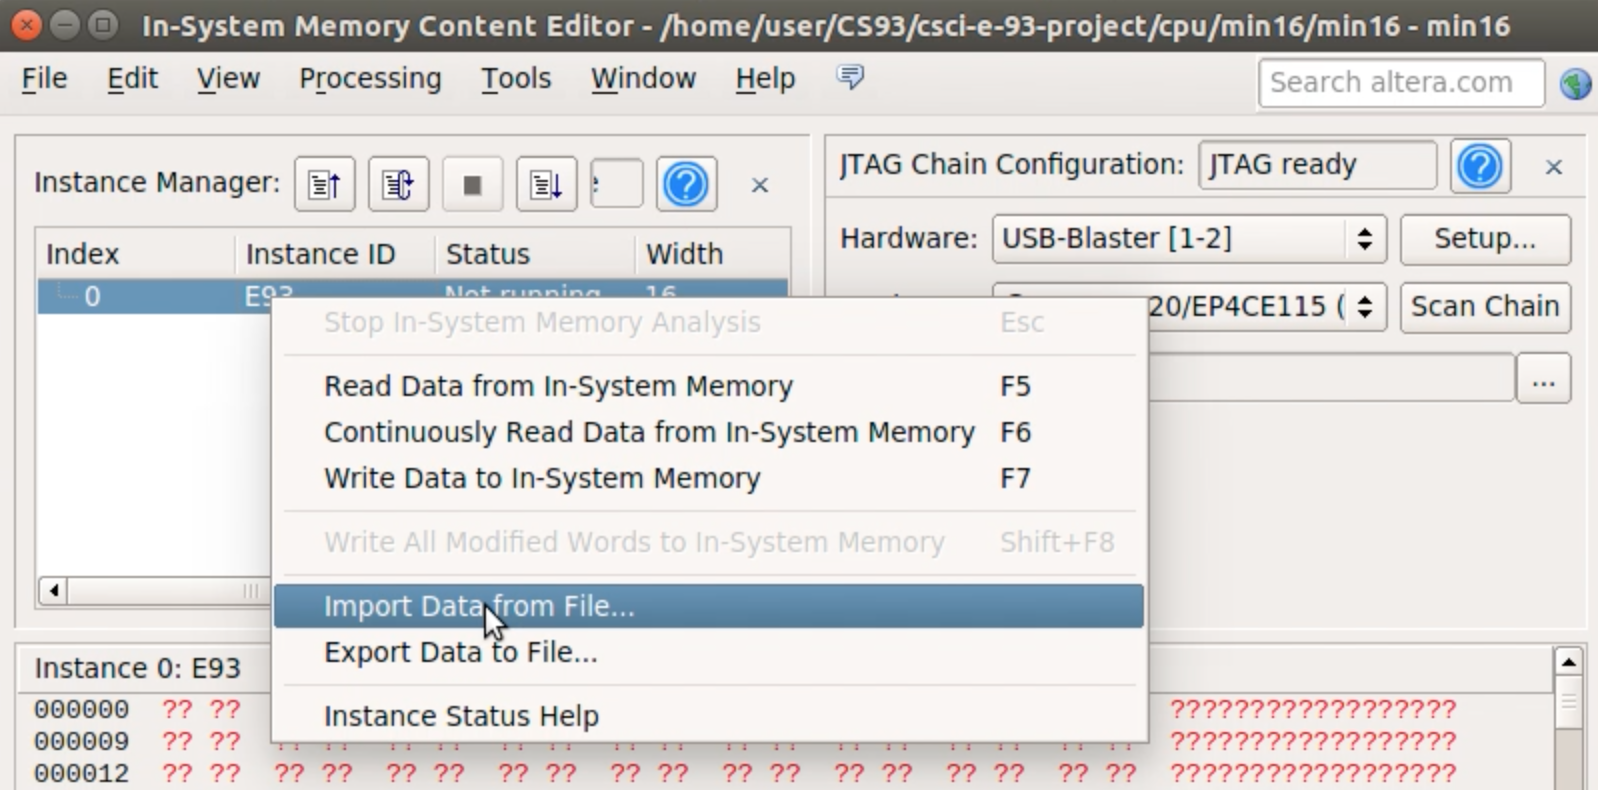 In-System Memory Content Editor - /home/user/CS93/csci-e-93-project/cpu/min16/min16 - min16
File Edit View Processing Tools Window Help Search altera.com
Instance Manager:
Index Instance ID Status Width
0 E93 Not running 16
JTAG Chain Configuration: JTAG ready
Hardware: USB-Blaster [1-2] Setup...
20/EP4CE115 ( Scan Chain
...
Stop In-System Memory Analysis Esc
Read Data from In-System Memory F5
Continuously Read Data from In-System Memory F6
Write Data to In-System Memory F7
Write All Modified Words to In-System Memory Shift+F8
Import Data from File...
Export Data to File...
Instance Status Help
Instance 0: E93
000000 ?? ?? ??????????????????
000009 ?? ?? ?? ?? ?? ?? ?? ?? ?? ?? ?? ?? ?? ?? ?? ?? ?? ?? ??????????????????
000012 ?? ?? ?? ?? ?? ?? ?? ?? ?? ?? ?? ?? ?? ?? ?? ?? ?? ?? ??????????????????